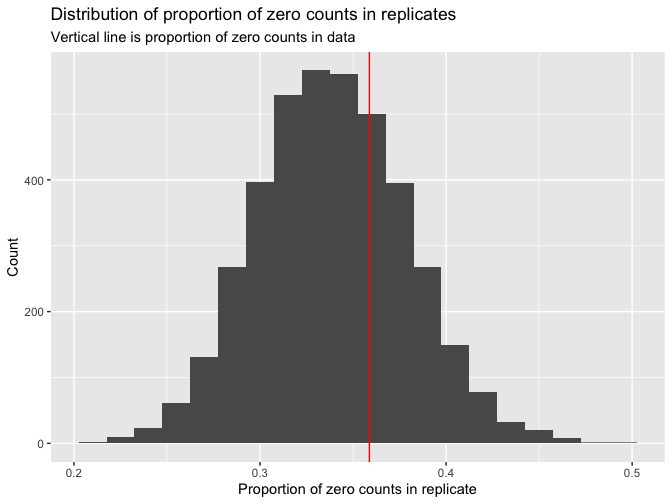 Distribution of proportion of zero counts in replicates
Vertical line is proportion of zero counts in data
Count
400
200
0
0.2
0.3
0.4
0.5
Proportion of zero counts in replicate